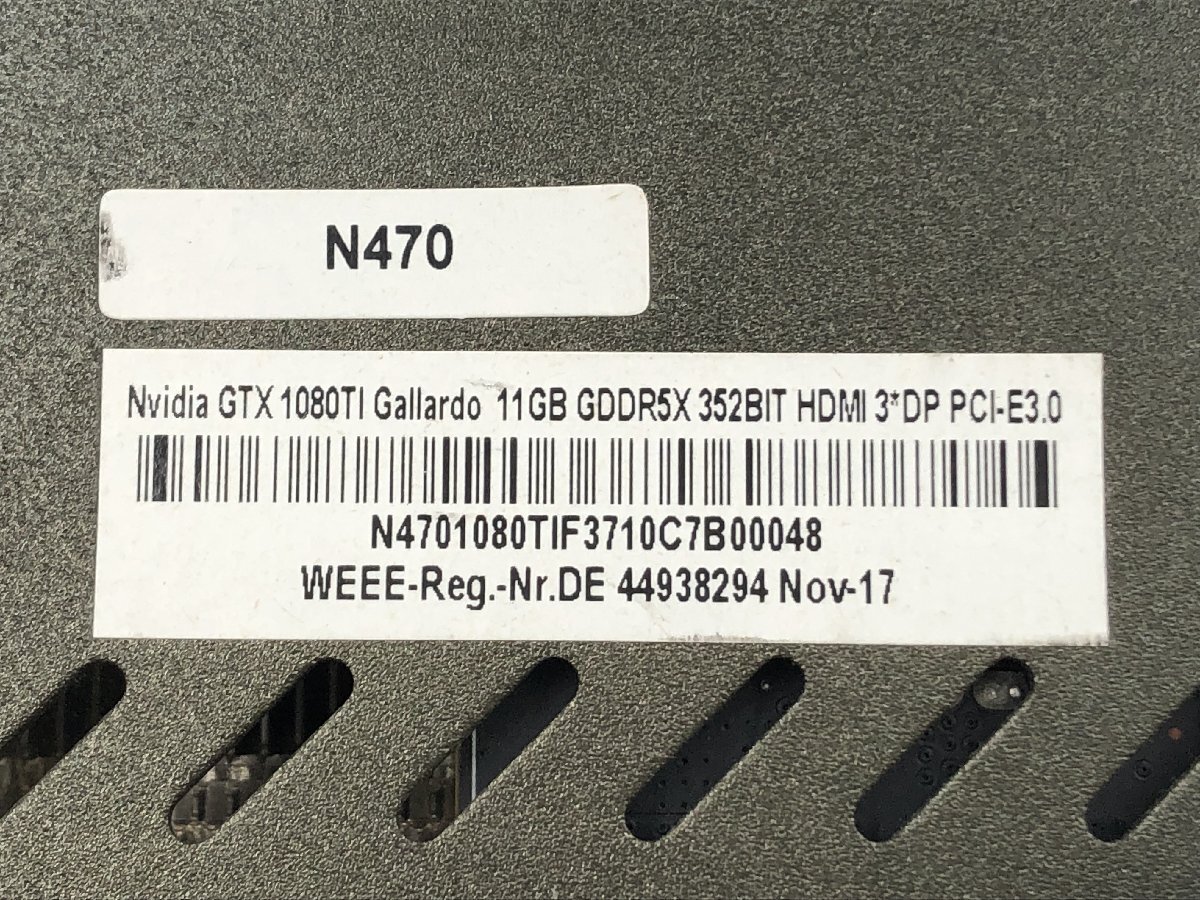 N470
Nvidia GTX 1080TI Gallardo 11GB GDDR5X 352BIT HDMI 3*DP PCI-E3.0
N4701080TIF3710C7B00048
WEEE-Reg.-Nr.DE 44938294 Nov-17